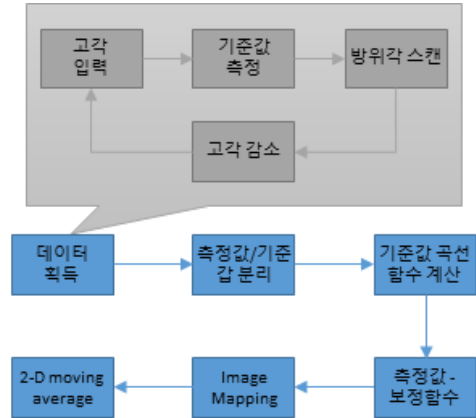 고각
입력
기준값
측정
방위각 스캔
고각 감소
데이터
획득
측정값/기준
갑 분리
기준값 곡선
함수 계산
측정값 -
보정함수
Image
Mapping
2-D moving
average